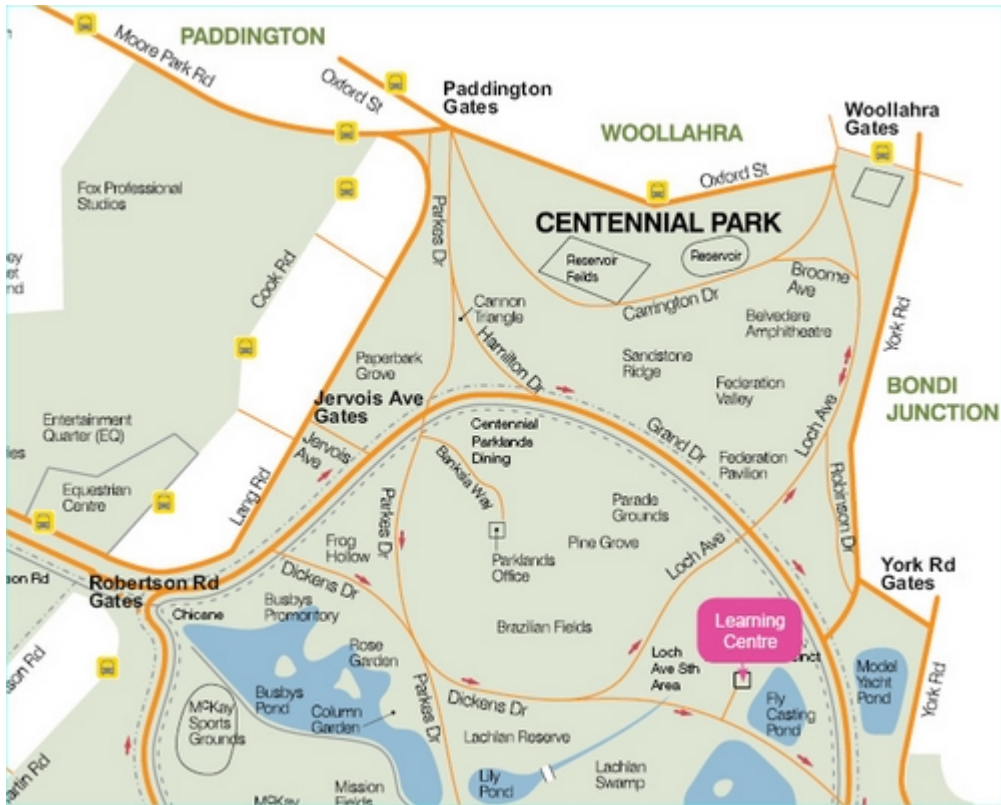 PADDINGTON
Moore Park Rd
Oxford St
Paddington
Gates
WOOLLAHRA
Woollahra
Gates
Oxford St
Fox Professional
Studios
Parkes Dr
CENTENNIAL PARK
Reservoir
Fields
Reservoir
Broome
Ave
Carrington Dr
Cook Rd
Cannon
Triangle
Belvedere
Amphitheatre
York Rd
Hamilton Dr
Sandstone
Ridge
Paperbark
Grove
Federation
Valley
BONDI
JUNCTION
Jervois Ave
Gates
Grand Dr
Loch Ave
Entertainment
Quarter (EQ)
Centennial
Parklands
Dining
Jervois
Ave
Federation
Pavilion
Banksia Way
Equestrian
Centre
Lang Rd
Parkes Dr
Parade
Grounds
Robinson Dr
Frog
Hollow
Pine Grove
Parklands
Office
Loch Ave
York Rd
Gates
Robertson Rd
Gates
Dickens Dr
Chicane
Busbys
Promontory
Brazilian Fields
Learning
Centre
Rose
Garden
Loch
Ave Sth
Area
Model
Yacht
Pond
Busbys
Pond
Column
Garden
Parkes Dr
Dickens Dr
Fly
Casting
Pond
York Rd
McKay
Sports
Grounds
Lachlan Reserve
Lily
Pond
Lachlan
Swamp
Mission
Fields
McKay